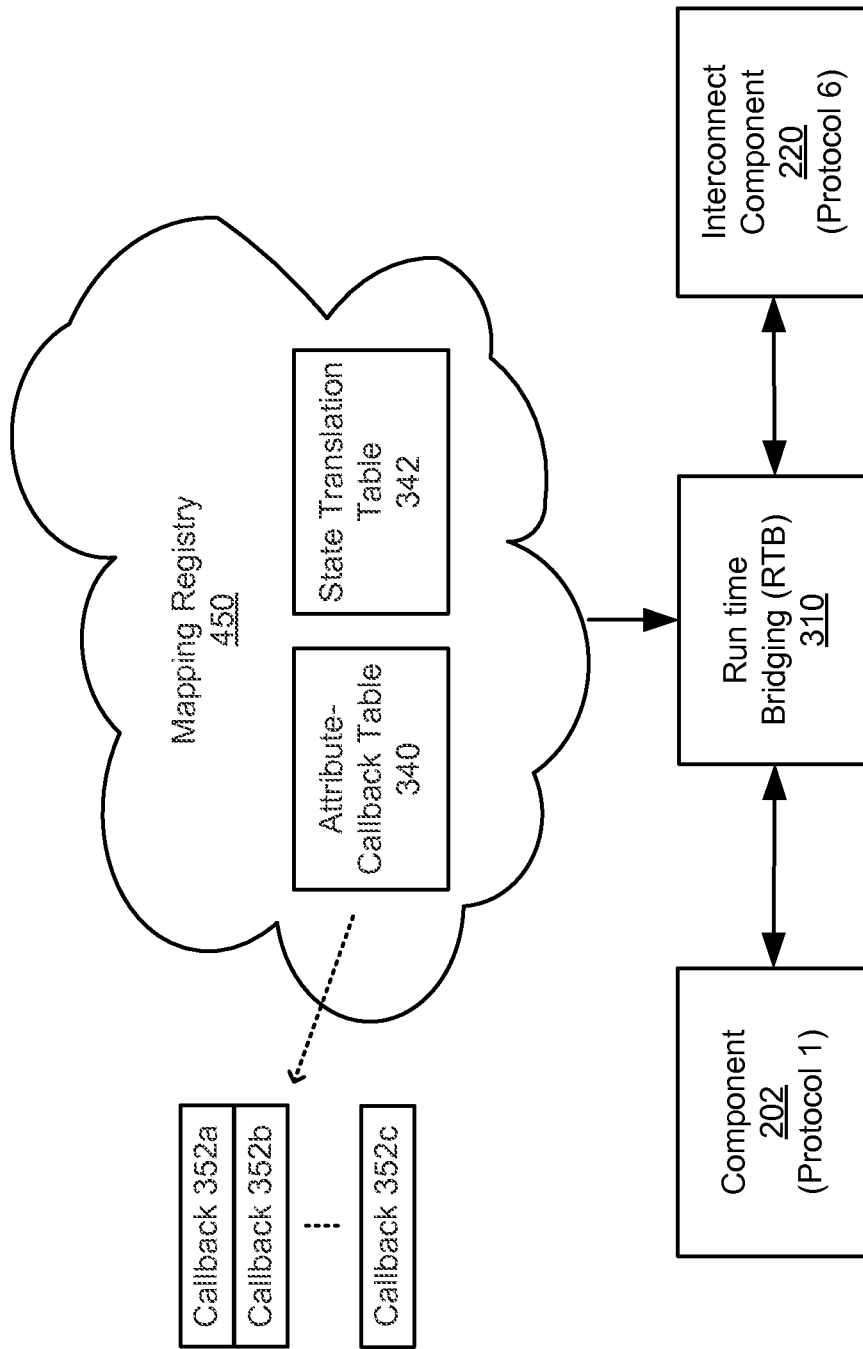 Mapping Registry
450
Callback 352a
Callback 352b
Callback 352c
Attribute-
Callback Table
340
State Translation
Table
342
Component
202
(Protocol 1)
Run time
Bridging (RTB)
310
Interconnect
Component
220
(Protocol 6)